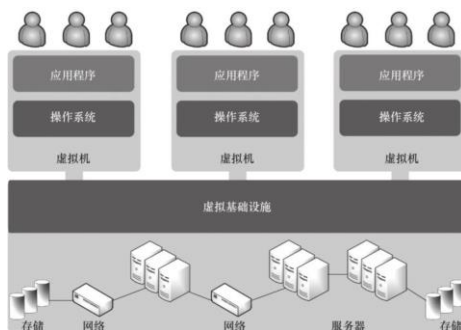 应用程序 应用程序 应用程序
操作系统 操作系统 操作系统
虚拟机 虚拟机 虚拟机
虚拟基础设施
存储 网络 网络 服务器 存储